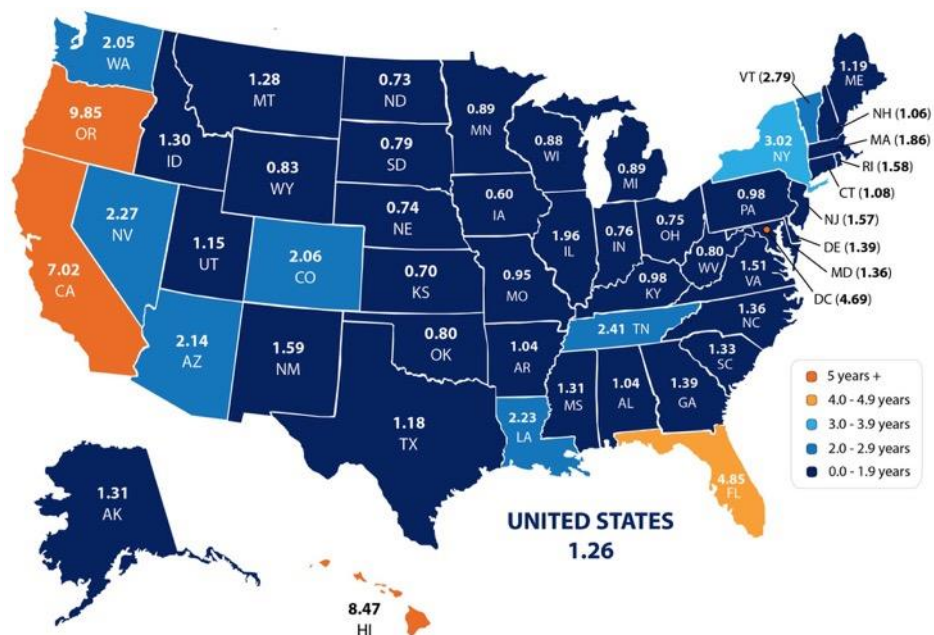 2.05
WA
9.85
OR
7.02
CA
2.27
NV
1.30
ID
1.28
MT
0.83
WY
1.15
UT
2.06
CO
2.14
AZ
1.59
NM
0.73
ND
0.79
SD
0.74
NE
0.70
KS
0.80
OK
1.18
TX
0.89
MN
0.60
IA
0.95
MO
1.04
AR
2.23
LA
0.88
WI
1.96
IL
0.89
MI
0.76
IN
0.75
OH
0.98
KY
2.41 TN
1.31
MS
1.04
AL
1.39
GA
4.85
FL
1.33
SC
1.36
NC
1.51
VA
0.80
WV
0.98
PA
3.02
NY
VT (2.79)
1.19
ME
NH (1.06)
MA (1.86)
RI (1.58)
CT (1.08)
NJ (1.57)
DE (1.39)
MD (1.36)
DC (4.69)
5 years +
4.0 - 4.9 years
3.0 - 3.9 years
2.0 - 2.9 years
0.0 - 1.9 years
1.31
AK
8.47
HI
UNITED STATES
1.26